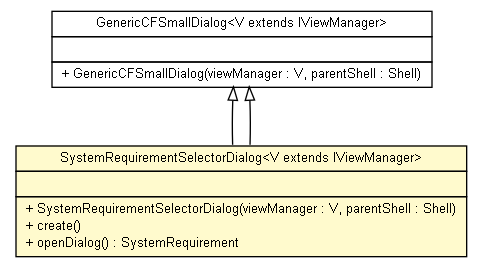 GenericCFSmallDialog<V extends IViewManager>
+ GenericCFSmallDialog(viewManager : V, parentShell : Shell)
SystemRequirementSelectorDialog<V extends IViewManager>
+ SystemRequirementSelectorDialog(viewManager : V, parentShell : Shell)
+ create()
+ openDialog() : SystemRequirement